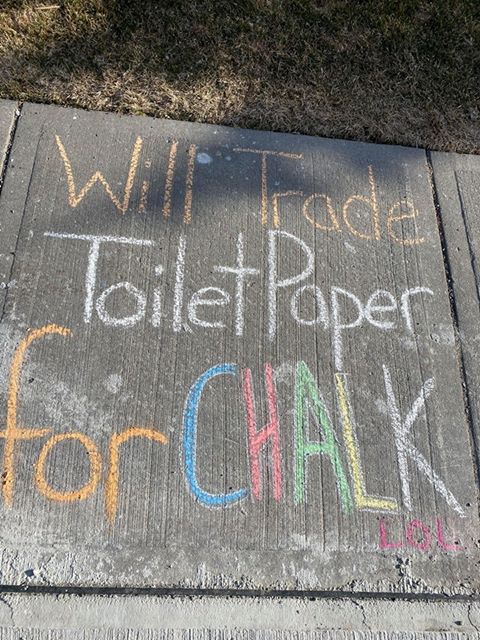 Will Trade
Toilet Paper
for CHALK
LOL